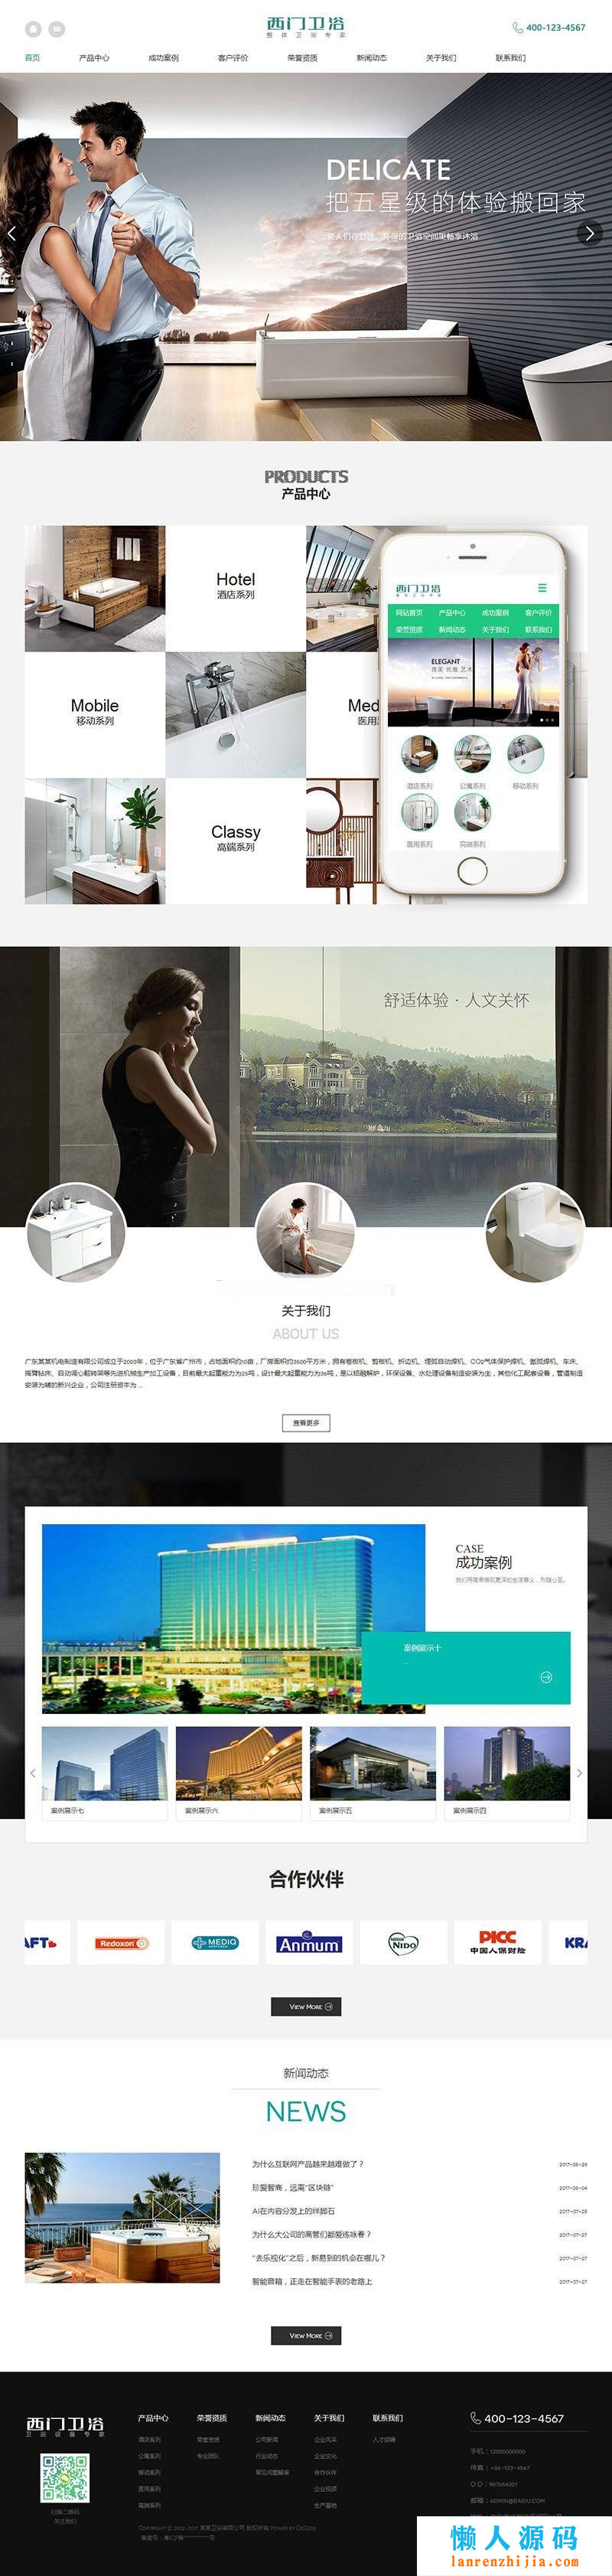 西门卫浴
整体卫浴专家
400-123-4567
首页 产品中心 成功案例 客户评价 荣誉资质 新闻动态 关于我们 联系我们
DELICATE
把五星级的体验搬回家
PRODUCTS
产品中心
Hotel
酒店系列
Mobile
移动系列
Med
医用
Classy
高端系列
西门卫浴
网站首页 产品中心 成功案例 客户评价
荣誉资质 新闻动态 关于我们 联系我们
ELEGANT
唯美 优雅 艺术
酒店系列 公寓系列 移动系列
医用系列 高端系列
舒适体验 · 人文关怀
关于我们
ABOUT US
广东某某机电制造有限公司成立于2003年，位于广东省广州市，占地面积约10亩，厂房面积约3500平方米，拥有卷板机、剪板机、折边机、埋弧自动焊机、CO2气体保护焊机、氩弧焊机、车床、
摇臂钻床、自动调心翻转架等先进机械生产加工设备，目前最大起重能力为25吨，设计最大起重能力为36吨，是以铝融解炉，环保设备、水处理设备制造安装为主，其他化工配套设备，管道制造
安装为辅的新兴企业，公司注册资本为 ...
查看更多
CASE
成功案例
案例展示十
案例展示七 案例展示六 案例展示五 案例展示四
合作伙伴
AFT
Redoxon
MEDIQ
Anmum
Nestle
NIDO
PICC
中国人保财险
KRA
View More
新闻动态
NEWS
为什么互联网产品越来越难做了？ 2017-08-29
珍爱智商，远离“区块链” 2017-08-04
AI在内容分发上的绊脚石 2017-07-28
为什么大公司的高管们都爱练咏春？ 2017-07-27
“去乐视化”之后，新易到的机会在哪儿？ 2017-07-27
智能音箱，正走在智能手表的老路上 2017-07-27
View More
西门卫浴
卫浴设备专家
扫描二维码
关注我们
产品中心
酒店系列
公寓系列
移动系列
医用系列
高端系列
荣誉资质
荣誉资质
专业团队
新闻动态
公司新闻
行业动态
常见问题解答
关于我们
企业风采
企业文化
合作伙伴
企业视频
生产基地
联系我们
人才招聘
400-123-4567
手机：13800000000
传真：+86-123-4567
Q Q：987654321
邮箱：admin@baidu.com
Copyright © 2002-2017 某某卫浴有限公司 版权所有 Power by DeDe58
备案号：粤ICP备*********号
懒人源码
lanrenzhijia.com